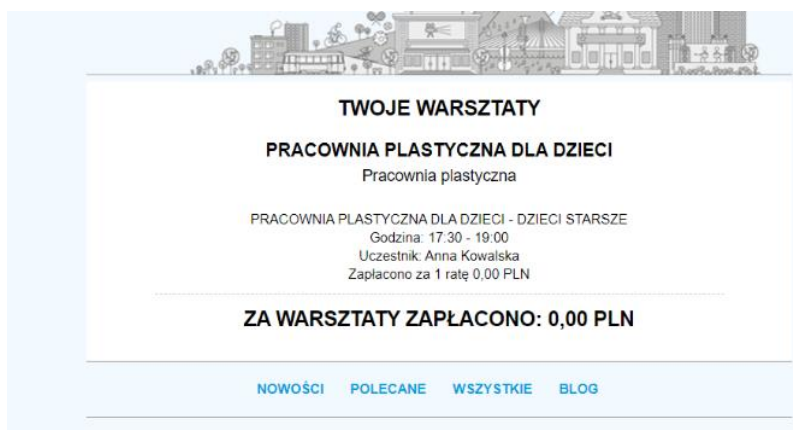 TWOJE WARSZTATY
PRACOWNIA PLASTYCZNA DLA DZIECI
Pracownia plastyczna
PRACOWNIA PLASTYCZNA DLA DZIECI - DZIECI STARSZE
Godzina: 17:30 - 19:00
Uczestnik: Anna Kowalska
Zapłacono za 1 ratę 0,00 PLN
ZA WARSZTATY ZAPŁACONO: 0,00 PLN
NOWOŚCI POLECANE WSZYSTKIE BLOG